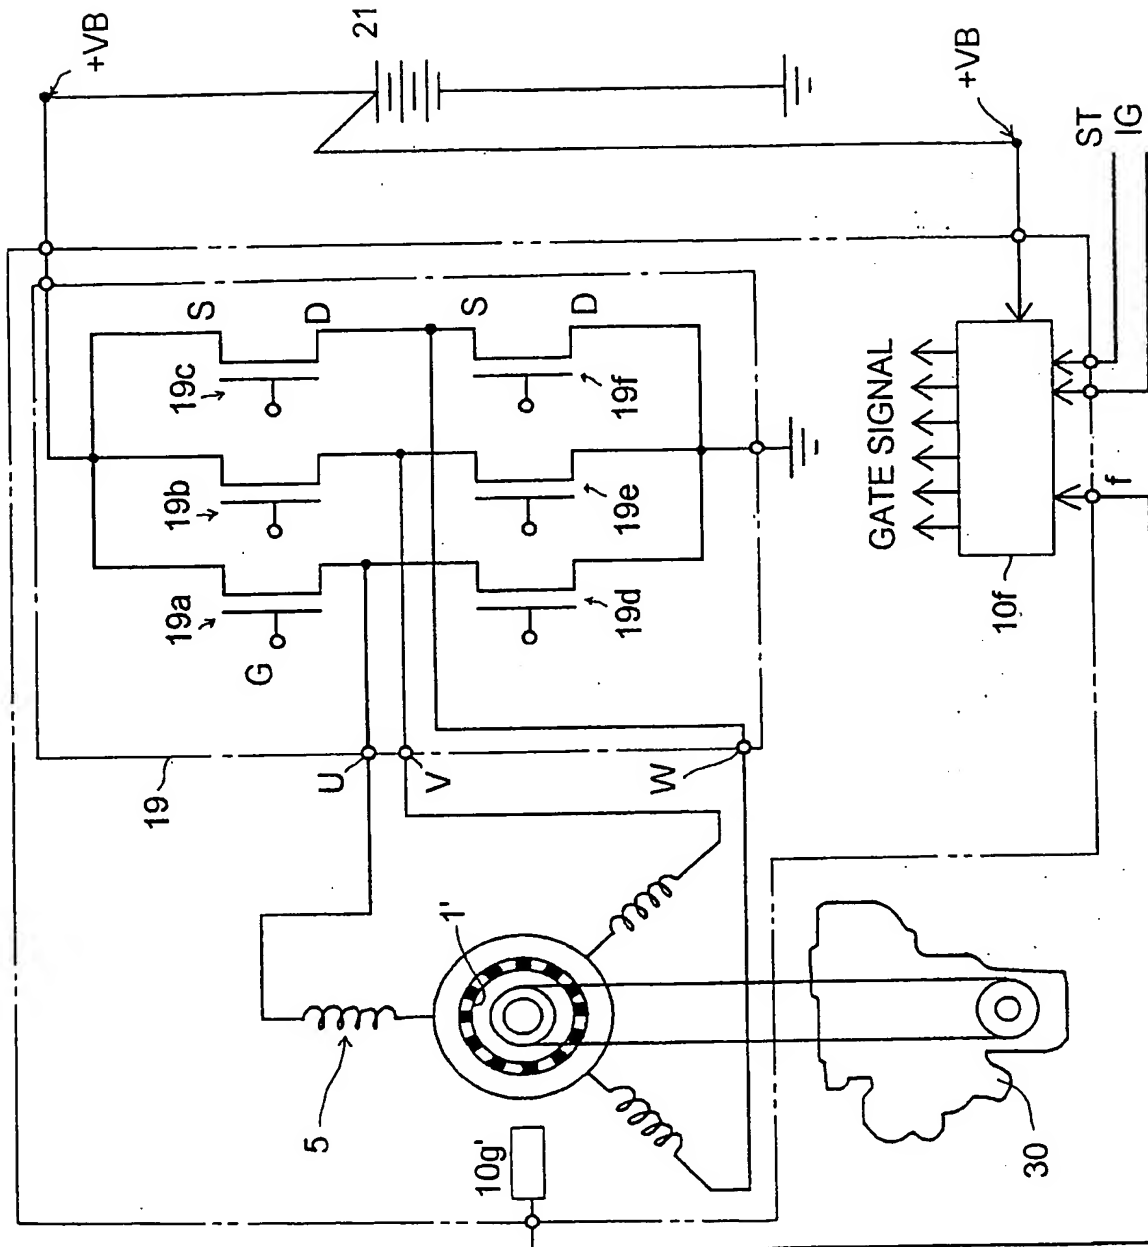 +VB
21
+VB
ST
IG
S
D
S
D
19c
19f
19b
19e
19a
19d
G
GATE SIGNAL
f
10f
19
U
V
W
1'
5
10g'
30